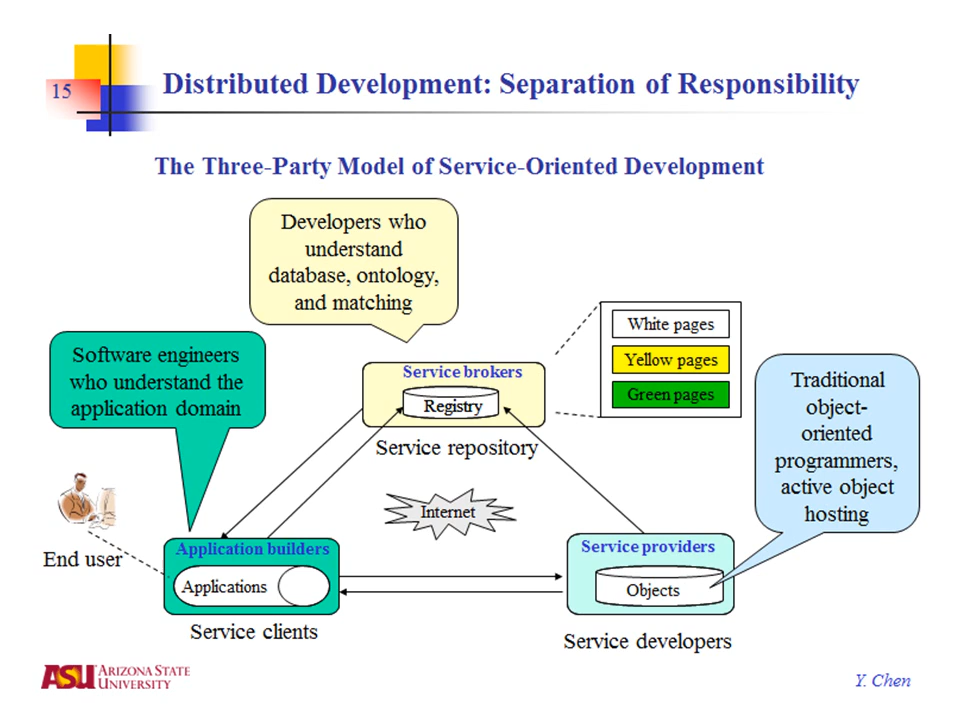 15
Distributed Development: Separation of Responsibility
The Three-Party Model of Service-Oriented Development
Developers who
understand
database, ontology,
and matching
Software engineers
who understand the
application domain
Service brokers
Registry
Service repository
White pages
Yellow pages
Green pages
Traditional
object-
oriented
programmers,
active object
hosting
Internet
End user
Application builders
Applications
Service clients
Service providers
Objects
Service developers
ASU ARIZONA STATE
UNIVERSITY
Y. Chen